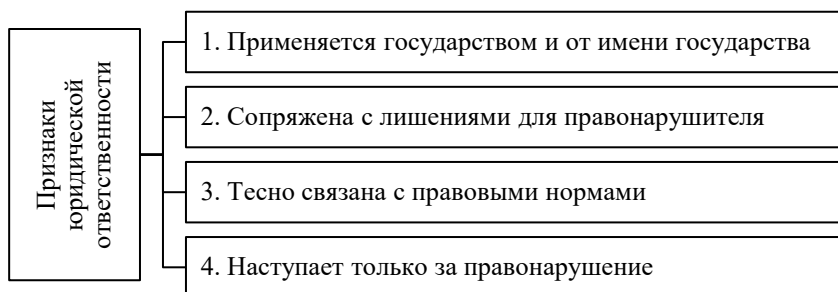 Признаки
юридической
ответственности
1. Применяется государством и от имени государства
2. Сопряжена с лишениями для правонарушителя
3. Тесно связана с правовыми нормами
4. Наступает только за правонарушение